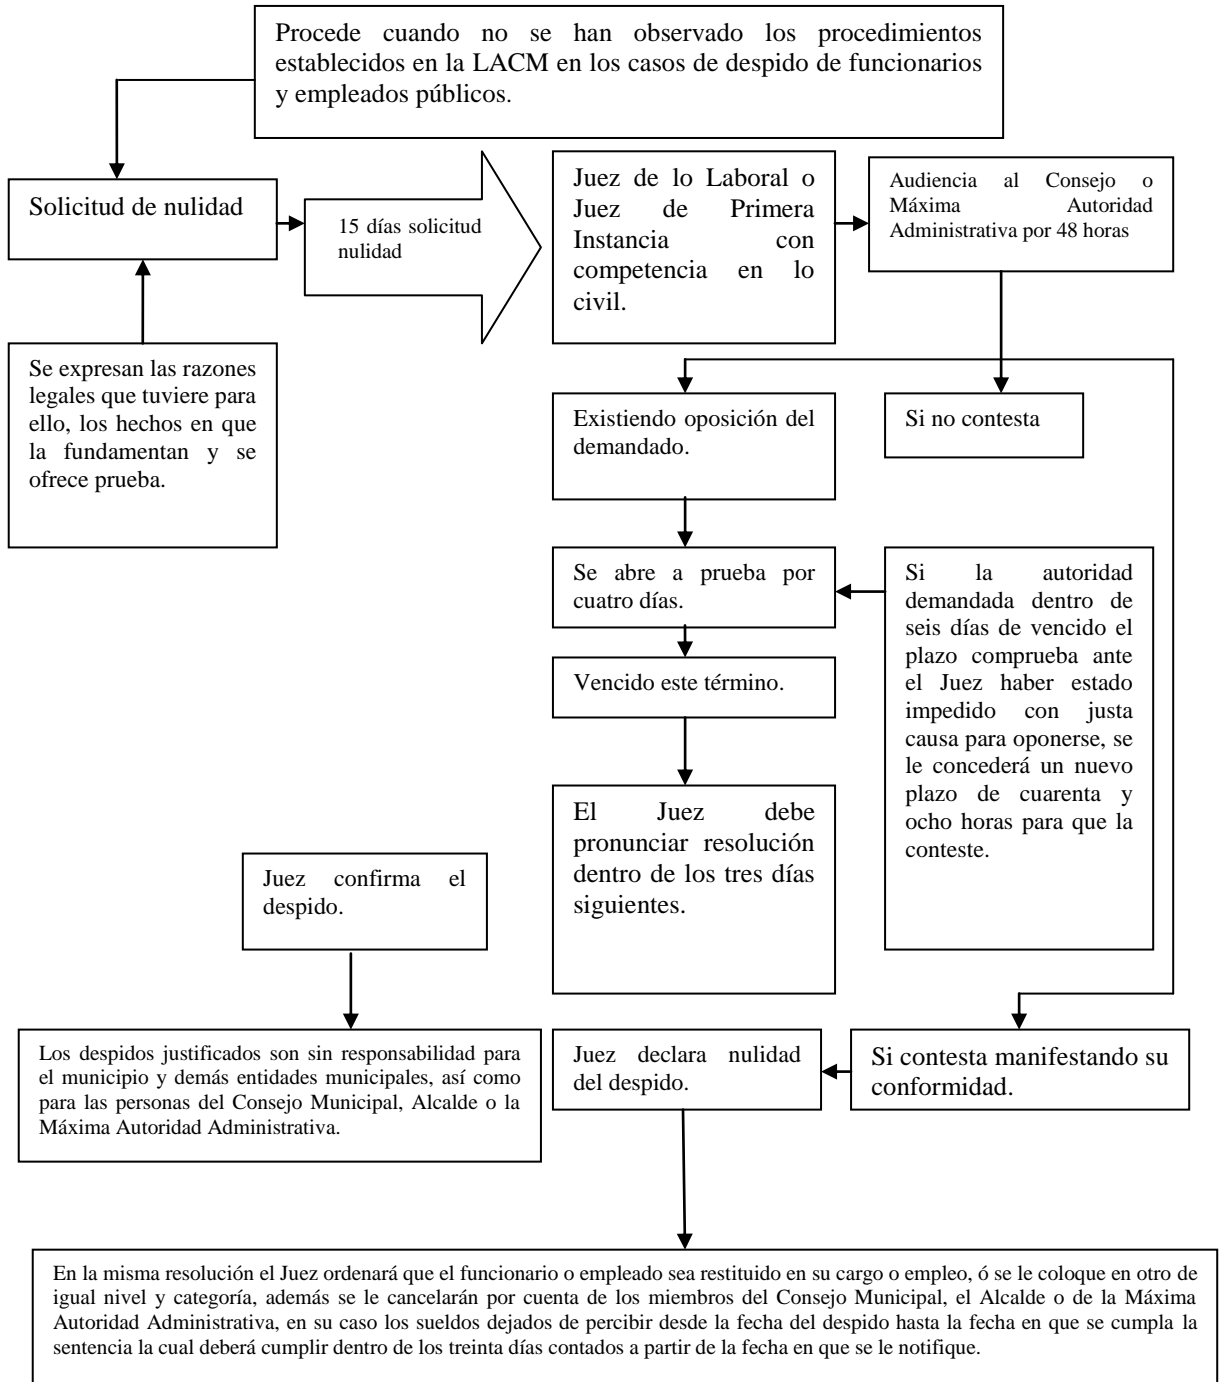 Procede cuando no se han observado los procedimientos
establecidos en la LACM en los casos de despido de funcionarios
y empleados públicos.
Solicitud de nulidad
15 días solicitud
nulidad
Juez de lo Laboral o
Juez de Primera
Instancia con
competencia en lo
civil.
Audiencia al Consejo o
Máxima Autoridad
Administrativa por 48 horas
Se expresan las razones
legales que tuviere para
ello, los hechos en que
la fundamentan y se
ofrece prueba.
Existiendo oposición del
demandado.
Si no contesta
Se abre a prueba por
cuatro días.
Si la autoridad
demandada dentro de
seis días de vencido el
plazo comprueba ante
el Juez haber estado
impedido con justa
causa para oponerse, se
le concederá un nuevo
plazo de cuarenta y
ocho horas para que la
conteste.
Vencido este término.
El Juez debe
pronunciar resolución
dentro de los tres días
siguientes.
Juez confirma el
despido.
Los despidos justificados son sin responsabilidad para
el municipio y demás entidades municipales, así como
para las personas del Consejo Municipal, Alcalde o la
Máxima Autoridad Administrativa.
Juez declara nulidad
del despido.
Si contesta manifestando su
conformidad.
En la misma resolución el Juez ordenará que el funcionario o empleado sea restituido en su cargo o empleo, ó se le coloque en otro de
igual nivel y categoría, además se le cancelarán por cuenta de los miembros del Consejo Municipal, el Alcalde o de la Máxima
Autoridad Administrativa, en su caso los sueldos dejados de percibir desde la fecha del despido hasta la fecha en que se cumpla la
sentencia la cual deberá cumplir dentro de los treinta días contados a partir de la fecha en que se le notifique.